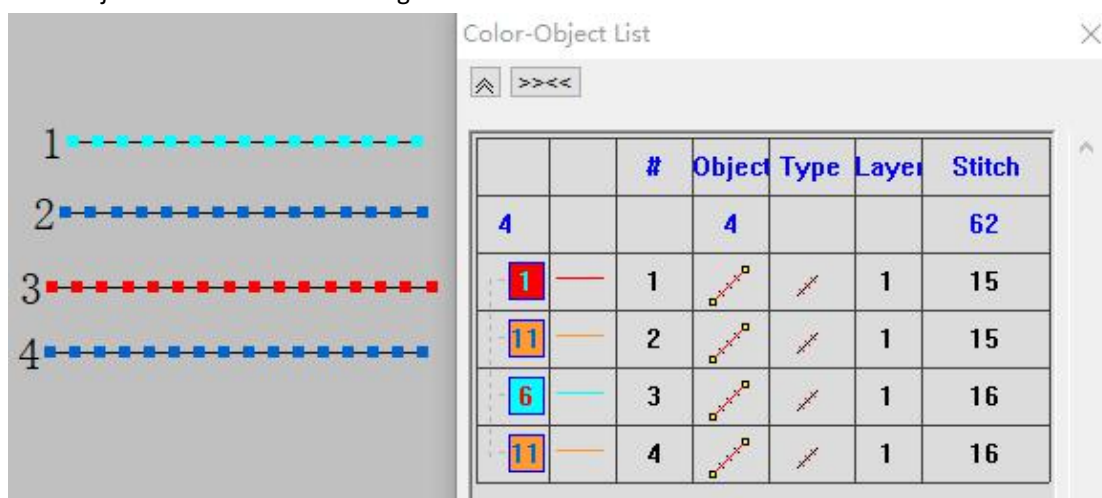 Color-Object List
>><<
# Object Type Layer Stitch
4 4 62
1 1 1 15
11 2 1 15
6 3 1 16
11 4 1 16
1
2
3
4